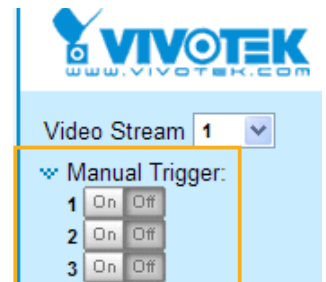 VIVOTEK
www.vivotek.com
Video Stream 1
Manual Trigger:
1 On Off
2 On Off
3 On Off